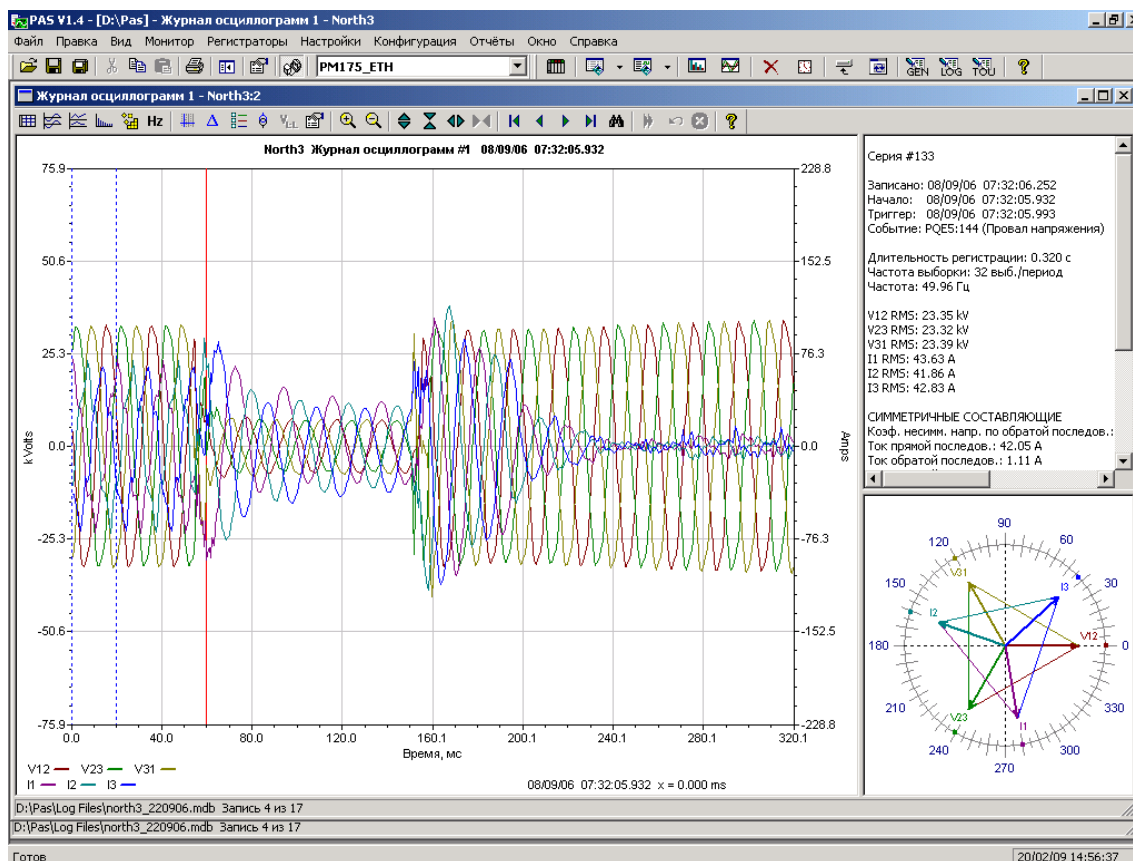 PAS V1.4 - [D:\Pas] - Журнал осциллограмм 1 - North3
Файл Правка Вид Монитор Регистраторы Настройки Конфигурация Отчёты Окно Справка
PM175_ETH
GEN LOG TOU
Журнал осциллограмм 1 - North3:2
Hz
North3 Журнал осциллограмм #1 08/09/06 07:32:05.932
75.9 228.8
50.6 152.5
25.3 76.3
0.0 0.0
-25.3 -76.3
-50.6 -152.5
-75.9 -228.8
k Volts
Amps
0.0 40.0 80.0 120.0 160.1 200.1 240.1 280.1 320.1
Время, мс
V12 V23 V31
I1 I2 I3
08/09/06 07:32:05.932 x = 0.000 ms
Серия #133
Записано: 08/09/06 07:32:06.252
Начало: 08/09/06 07:32:05.932
Триггер: 08/09/06 07:32:05.993
Событие: PQE5:144 (Провал напряжения)
Длительность регистрации: 0.320 с
Частота выборки: 32 выб./период
Частота: 49.96 Гц
V12 RMS: 23.35 kV
V23 RMS: 23.32 kV
V31 RMS: 23.39 kV
I1 RMS: 43.63 A
I2 RMS: 41.86 A
I3 RMS: 42.83 A
СИММЕТРИЧНЫЕ СОСТАВЛЯЮЩИЕ
Коэф. несимм. напр. по обратой последов.:
Ток прямой последов.: 42.05 A
Ток обратой последов.: 1.11 A
90
120 60
150 30
180 0
210 330
240 300
270
V31
I3
I2
V12
V23
I1
D:\Pas\Log Files\north3_220906.mdb Запись 4 из 17
D:\Pas\Log Files\north3_220906.mdb Запись 4 из 17
Готов
20/02/09 14:56:37